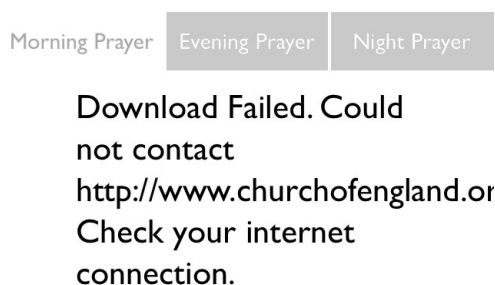 Morning Prayer Evening Prayer Night Prayer
Download Failed. Could
not contact
http://www.churchofengland.or
Check your internet
connection.